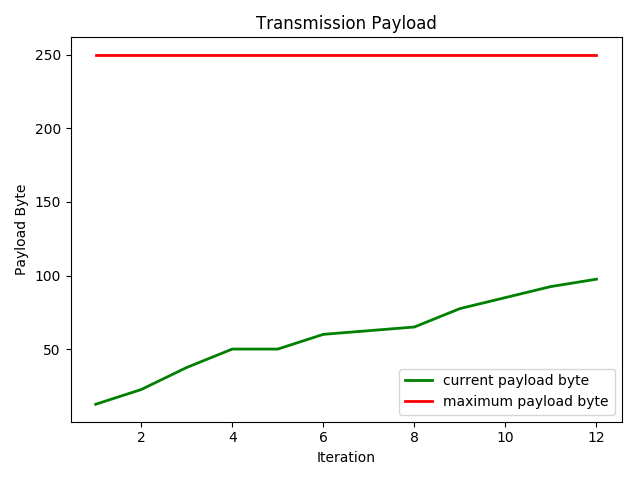 Transmission Payload
250
200
150
100
50
Payload Byte
current payload byte
maximum payload byte
2 4 6 8 10 12
Iteration